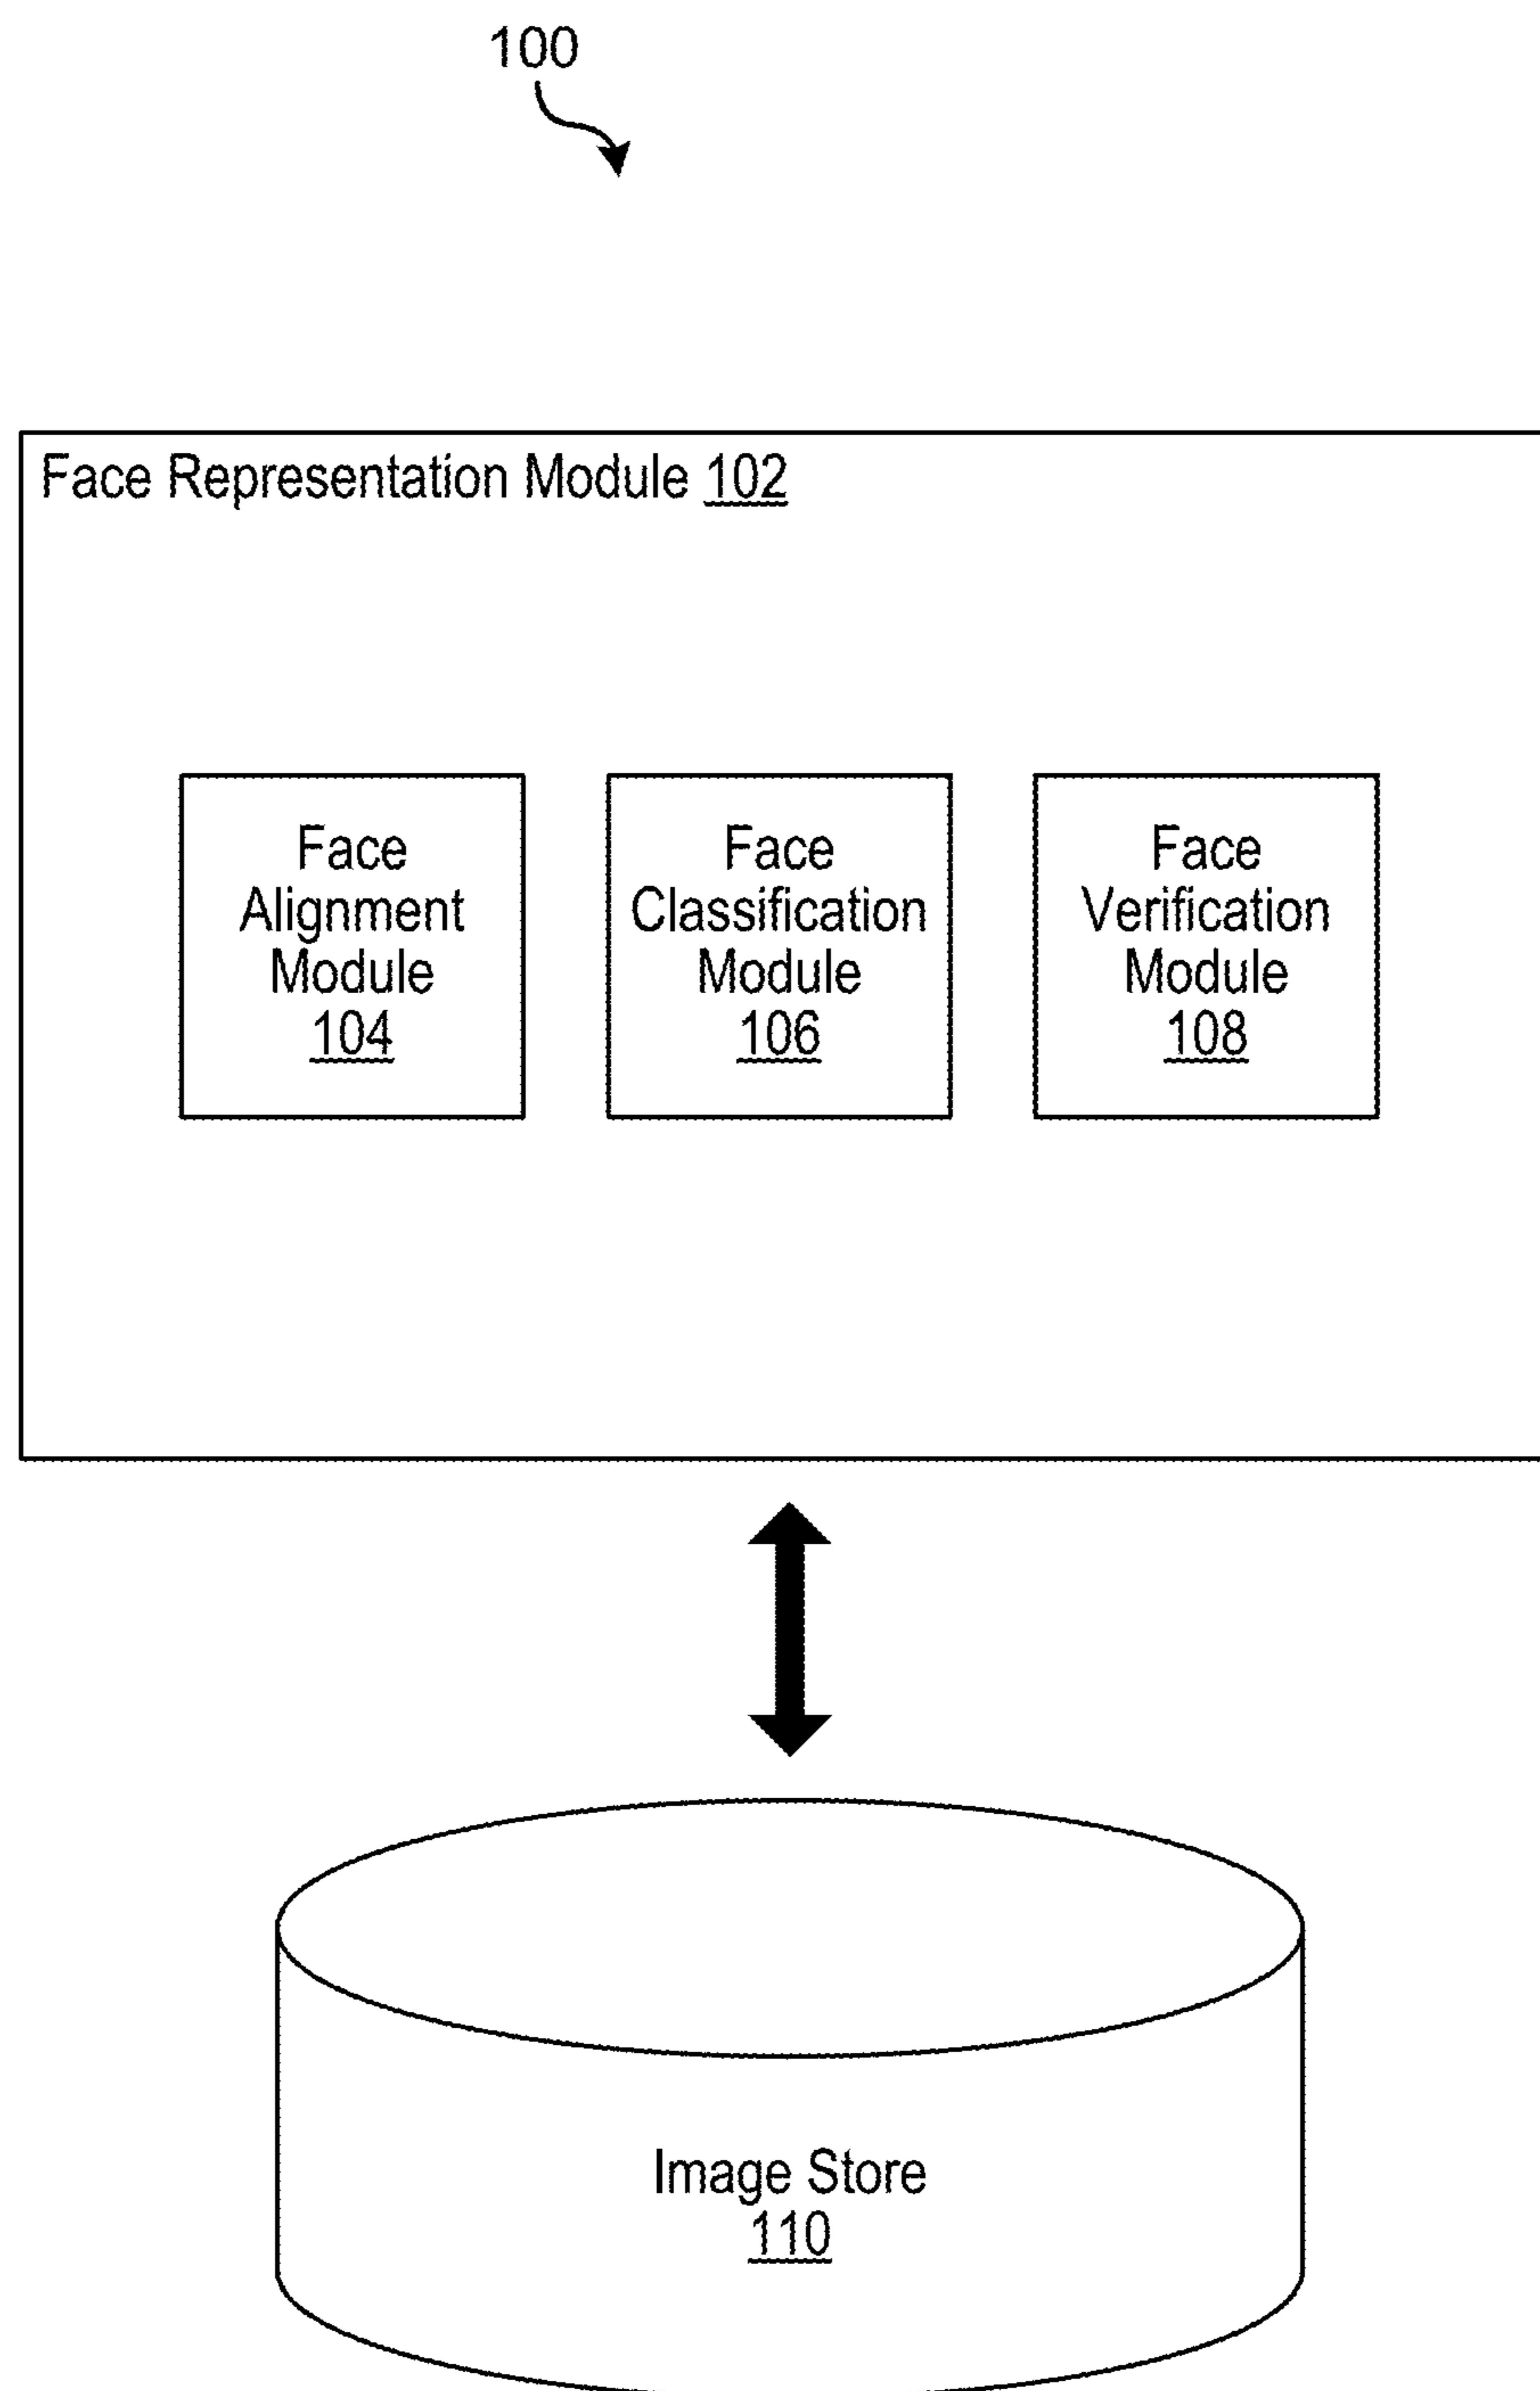 100
Face Representation Module 102
Face
Alignment
Module
104
Face
Classification
Module
106
Face
Verification
Module
108
Image Store
110